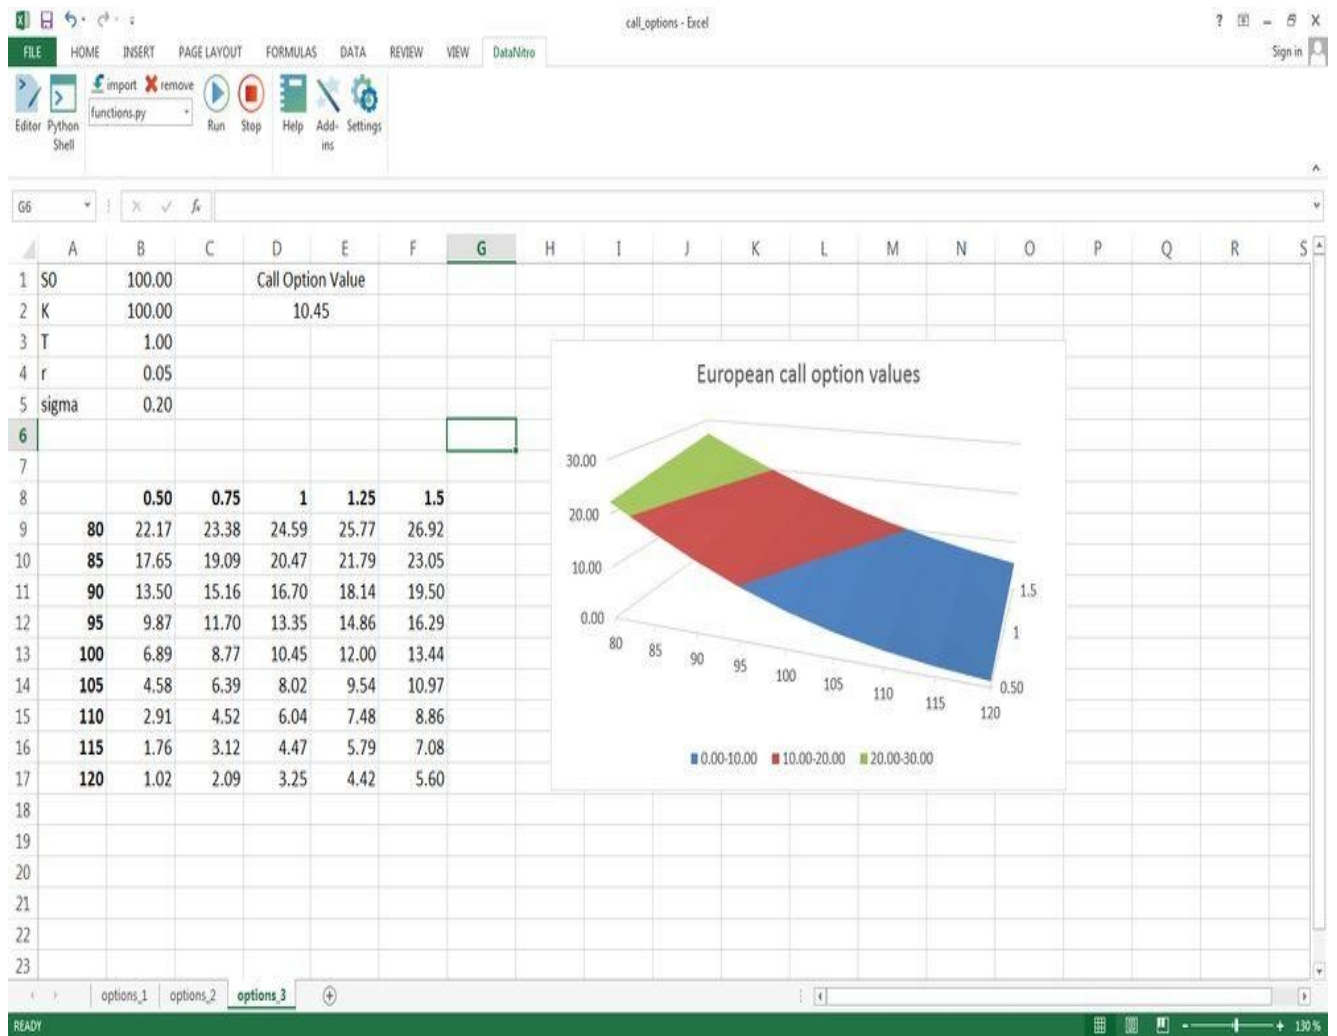 call_options - Excel
FILE HOME INSERT PAGE LAYOUT FORMULAS DATA REVIEW VIEW DataNitro Sign in
import remove
functions.py
Editor Python Shell Run Stop Help Add-ins Settings
G6 fx
A B C D E F G H I J K L M N O P Q R S
1 S0 100.00 Call Option Value
2 K 100.00 10.45
3 T 1.00
4 r 0.05
5 sigma 0.20
6
7
8 0.50 0.75 1 1.25 1.5
9 80 22.17 23.38 24.59 25.77 26.92
10 85 17.65 19.09 20.47 21.79 23.05
11 90 13.50 15.16 16.70 18.14 19.50
12 95 9.87 11.70 13.35 14.86 16.29
13 100 6.89 8.77 10.45 12.00 13.44
14 105 4.58 6.39 8.02 9.54 10.97
15 110 2.91 4.52 6.04 7.48 8.86
16 115 1.76 3.12 4.47 5.79 7.08
17 120 1.02 2.09 3.25 4.42 5.60
18
19
20
21
22
23
European call option values
30.00
20.00
10.00
0.00
80 85 90 95 100 105 110 115 120
1.5
1
0.50
0.00-10.00 10.00-20.00 20.00-30.00
options_1 options_2 options_3
READY 130 %